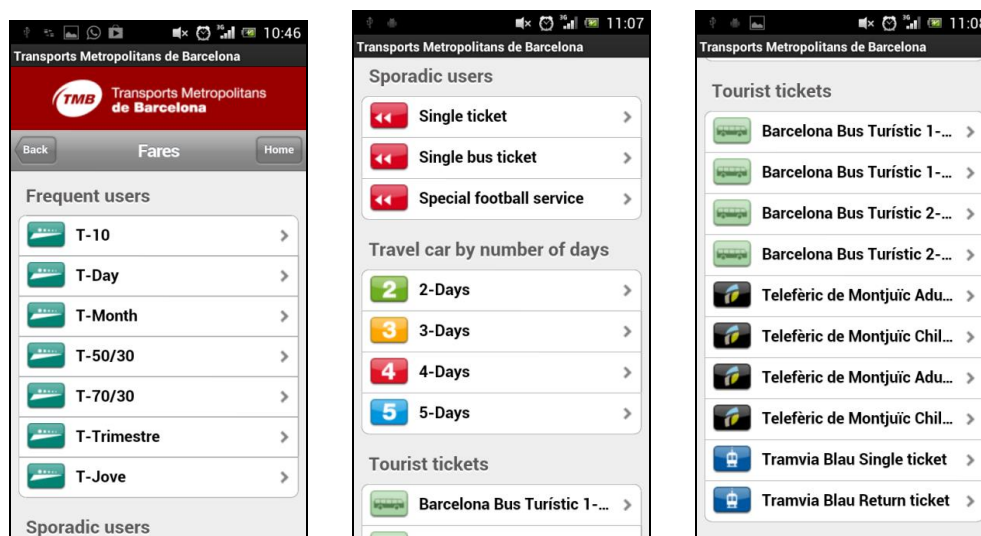 10:46
Transports Metropolitans de Barcelona
TMB
Transports Metropolitans
de Barcelona
Back
Fares
Home
Frequent users
T-10
T-Day
T-Month
T-50/30
T-70/30
T-Trimestre
T-Jove
Sporadic users
3G
11:07
Transports Metropolitans de Barcelona
Sporadic users
Single ticket
Single bus ticket
Special football service
Travel car by number of days
2 2-Days
3 3-Days
4 4-Days
5 5-Days
Tourist tickets
Barcelona Bus Turístic 1-...
3G
11:08
Transports Metropolitans de Barcelona
Tourist tickets
Barcelona Bus Turístic 1-...
Barcelona Bus Turístic 1-...
Barcelona Bus Turístic 2-...
Barcelona Bus Turístic 2-...
Telefèric de Montjuïc Adu...
Telefèric de Montjuïc Chil...
Telefèric de Montjuïc Adu...
Telefèric de Montjuïc Chil...
Tramvia Blau Single ticket
Tramvia Blau Return ticket